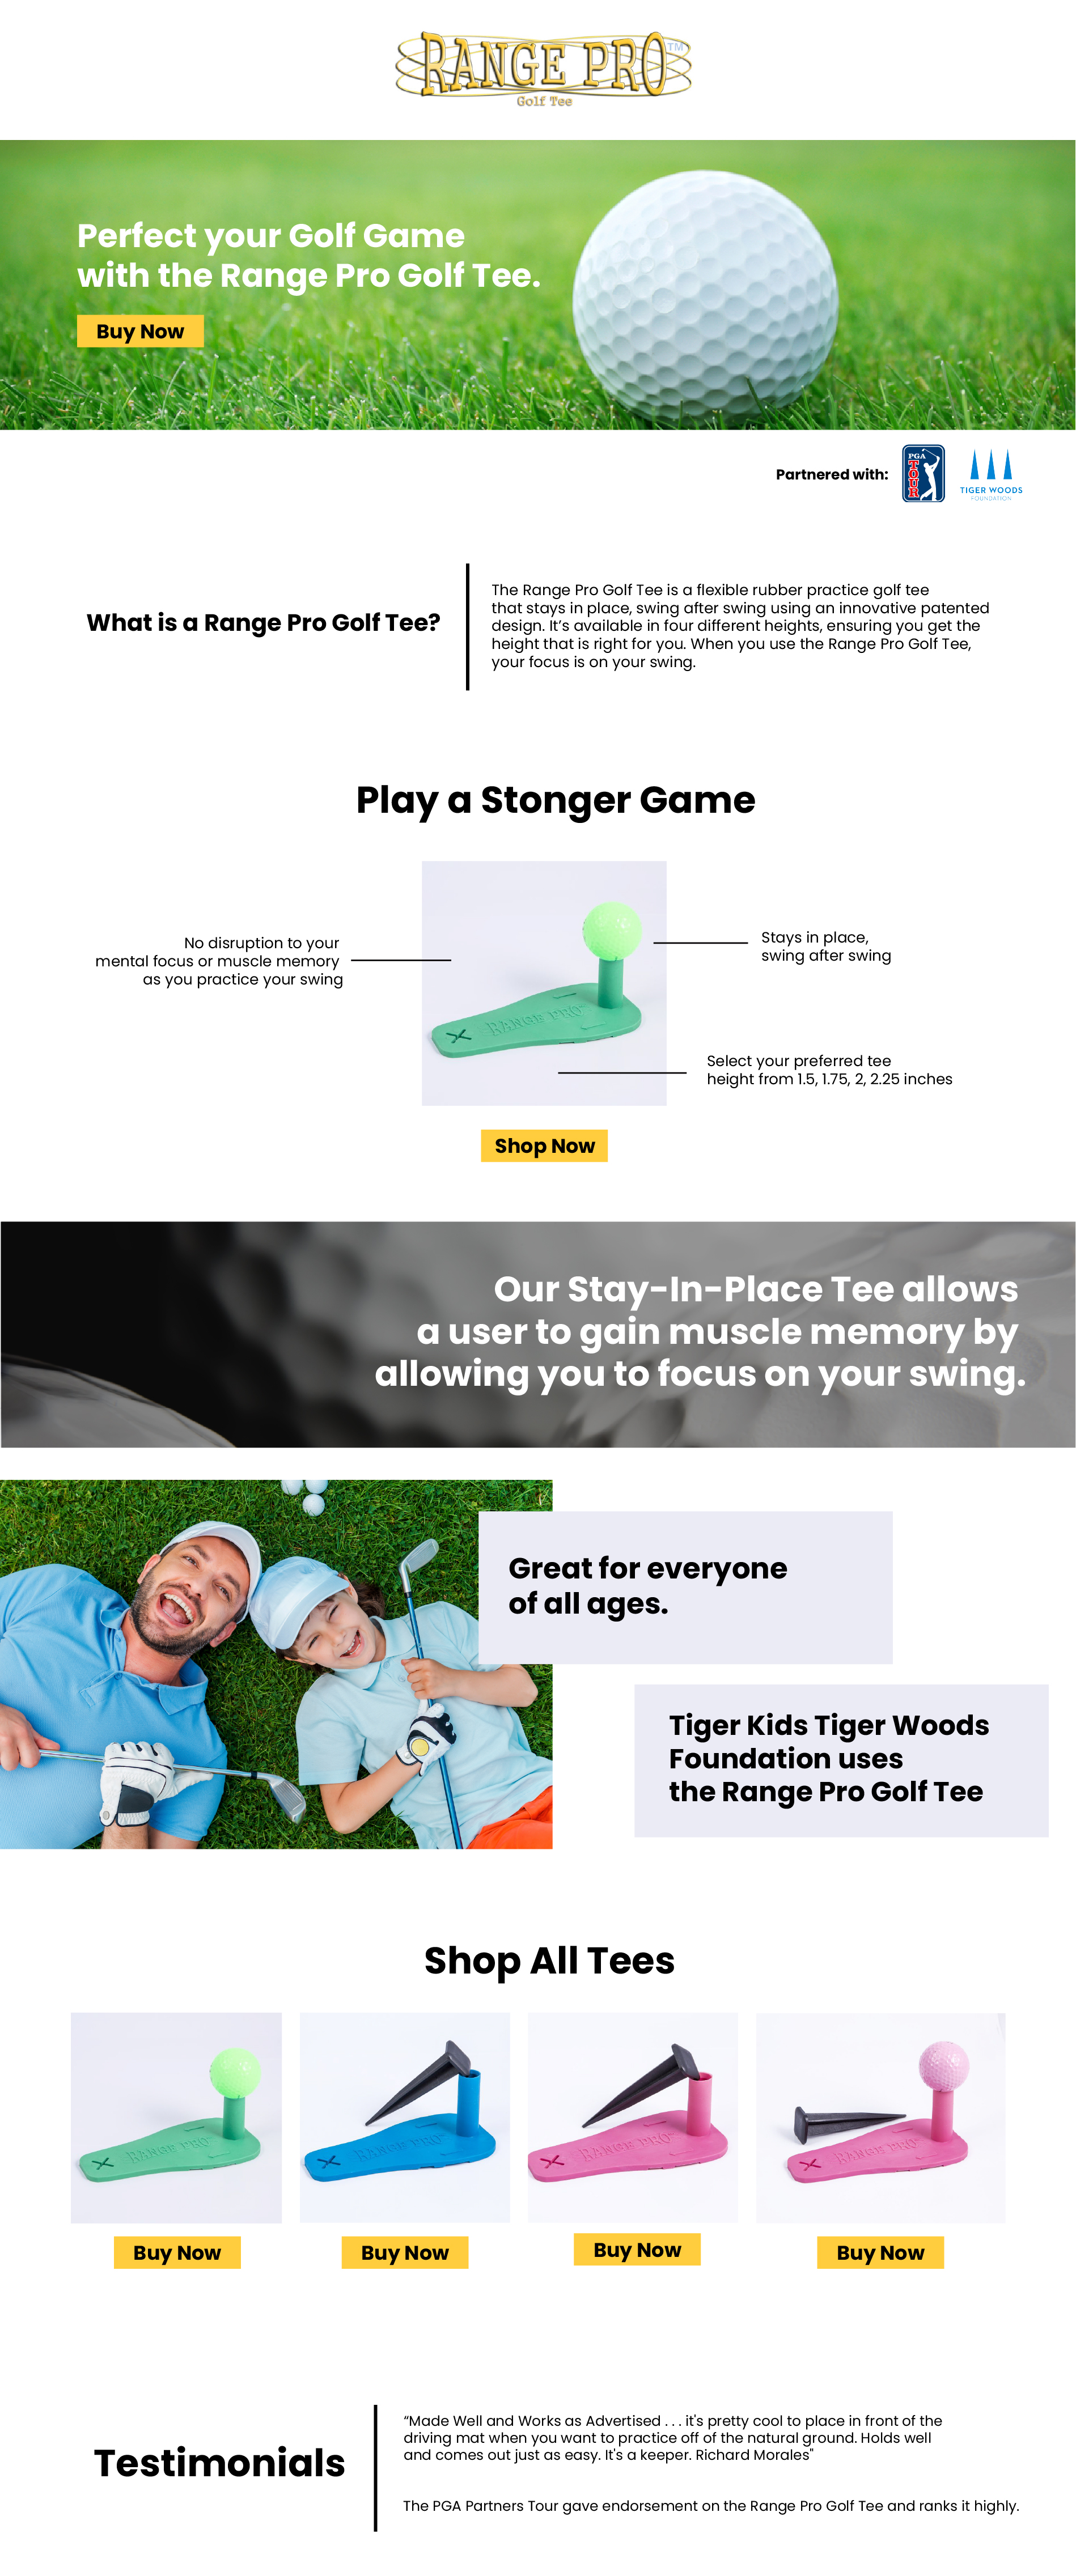 RANGE PRO™
Golf Tee
Perfect your Golf Game
with the Range Pro Golf Tee.
Buy Now
Partnered with:
PGA
TOUR
TIGER WOODS
FOUNDATION
What is a Range Pro Golf Tee?
The Range Pro Golf Tee is a flexible rubber practice golf tee
that stays in place, swing after swing using an innovative patented
design. It’s available in four different heights, ensuring you get the
height that is right for you. When you use the Range Pro Golf Tee,
your focus is on your swing.
Play a Stonger Game
No disruption to your
mental focus or muscle memory
as you practice your swing
Stays in place,
swing after swing
RANGE PRO
Select your preferred tee
height from 1.5, 1.75, 2, 2.25 inches
Shop Now
Our Stay-In-Place Tee allows
a user to gain muscle memory by
allowing you to focus on your swing.
Great for everyone
of all ages.
Tiger Kids Tiger Woods
Foundation uses
the Range Pro Golf Tee
Shop All Tees
RANGE PRO
RANGE PRO
RANGE PRO
RANGE PRO
Buy Now
Buy Now
Buy Now
Buy Now
Testimonials
“Made Well and Works as Advertised . . . it's pretty cool to place in front of the
driving mat when you want to practice off of the natural ground. Holds well
and comes out just as easy. It's a keeper. Richard Morales"
The PGA Partners Tour gave endorsement on the Range Pro Golf Tee and ranks it highly.